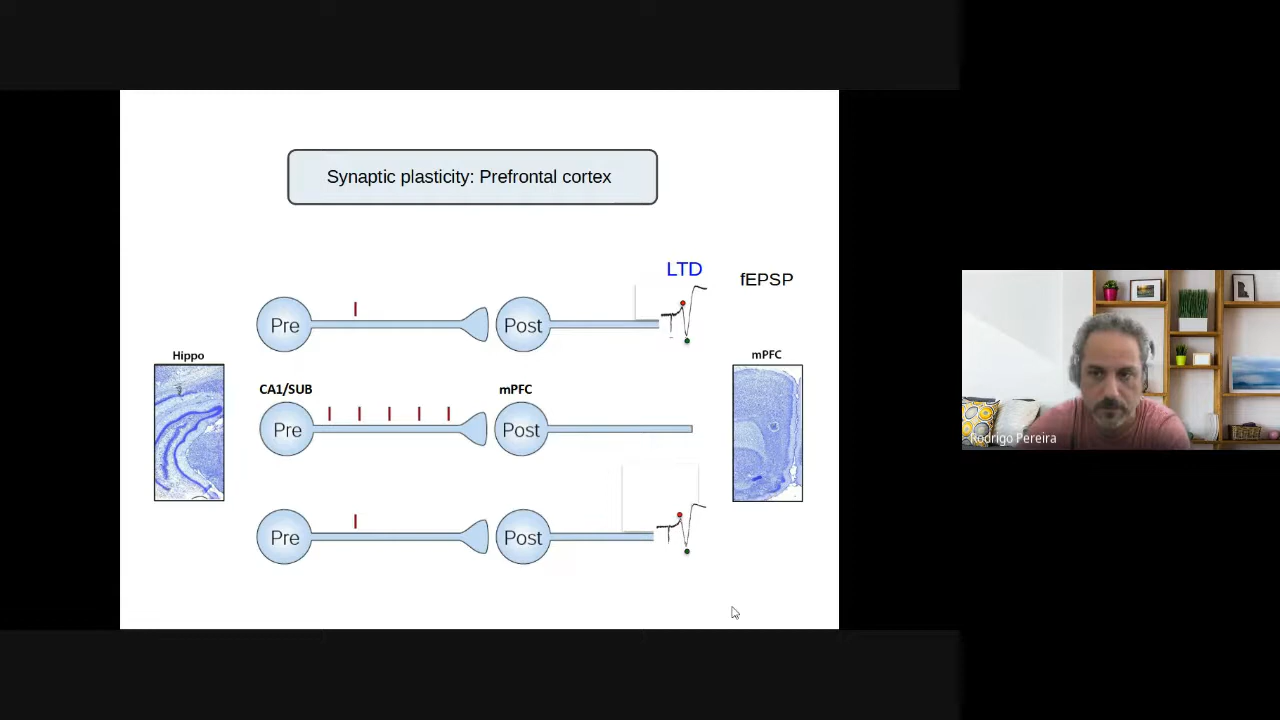 Synaptic plasticity: Prefrontal cortex
LTD
fEPSP
Pre
Post
Hippo
mPFC
CA1/SUB
mPFC
Pre
Post
Pre
Post
Rodrigo Pereira